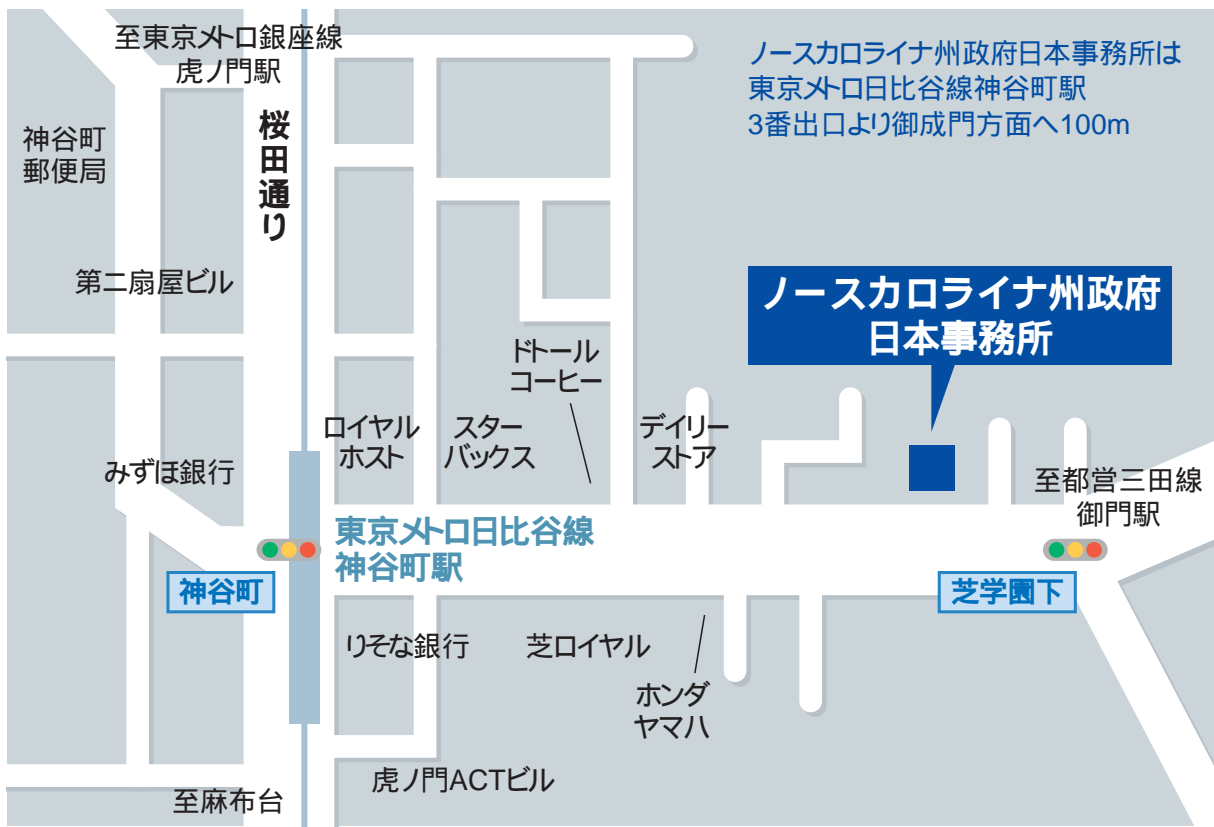 至東京メトロ銀座線
虎ノ門駅
ノースカロライナ州政府日本事務所は
東京メトロ日比谷線神谷町駅
3番出口より御成門方面へ100m
神谷町
郵便局
桜田通り
第二扇屋ビル
ノースカロライナ州政府
日本事務所
ドトール
コーヒー
ロイヤル
ホスト
スター
バックス
デイリー
ストア
みずほ銀行
至都営三田線
御門駅
東京メトロ日比谷線
神谷町駅
神谷町
芝学園下
りそな銀行
芝ロイヤル
ホンダ
ヤマハ
虎ノ門ACTビル
至麻布台